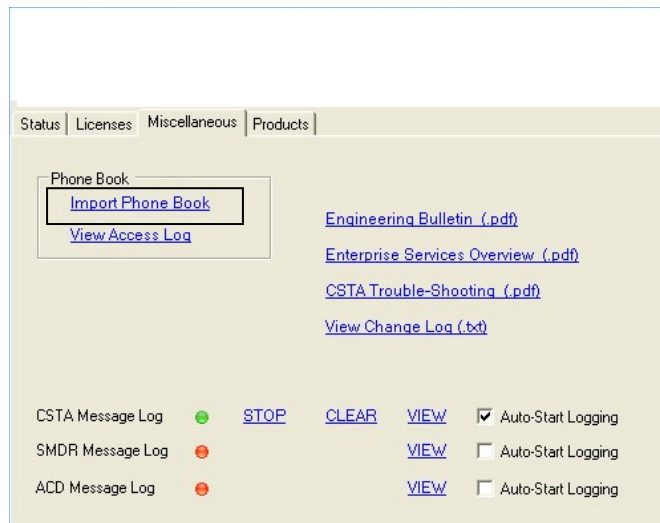 Status Licenses Miscellaneous Products
Phone Book
Import Phone Book
View Access Log
Engineering Bulletin (.pdf)
Enterprise Services Overview (.pdf)
CSTA Trouble-Shooting (.pdf)
View Change Log (.txt)
CSTA Message Log STOP CLEAR VIEW Auto-Start Logging
SMDR Message Log VIEW Auto-Start Logging
ACD Message Log VIEW Auto-Start Logging